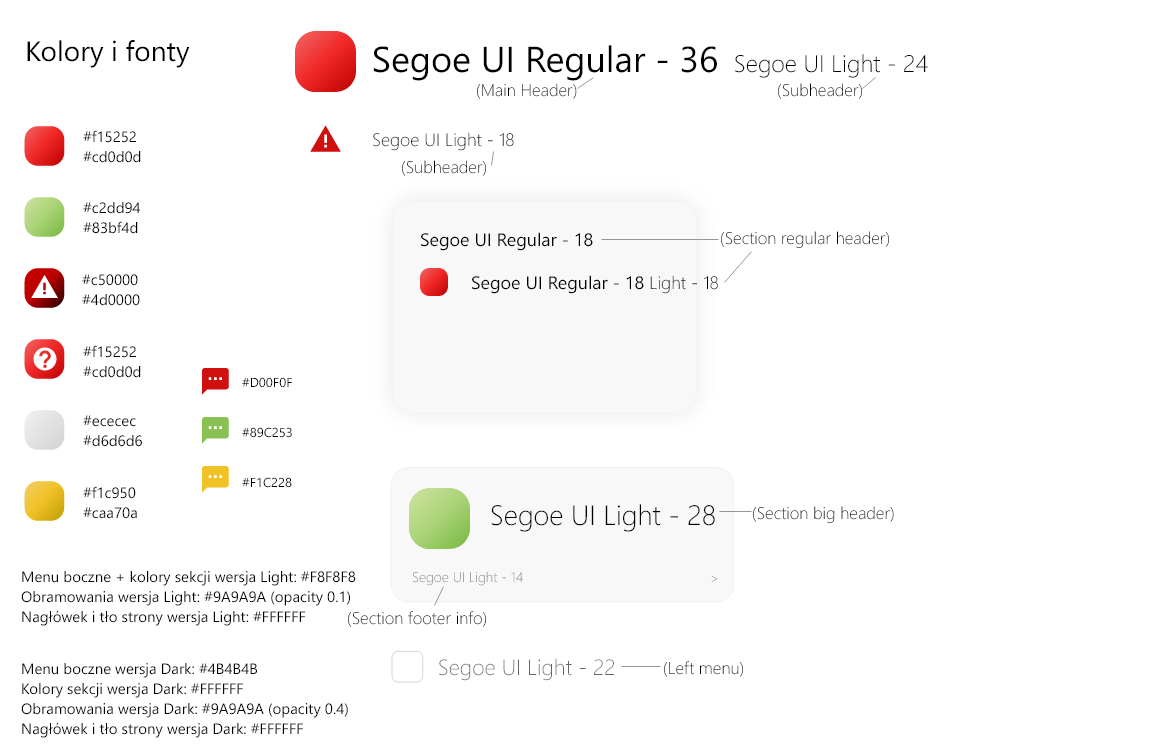 Kolory i fonty
Segoe UI Regular - 36
Segoe UI Light - 24
(Main Header)
(Subheader)
#f15252
#cd0d0d
Segoe UI Light - 18
(Subheader)
#c2dd94
#83bf4d
Segoe UI Regular - 18
(Section regular header)
#c50000
#4d0000
Segoe UI Regular - 18 Light - 18
#f15252
#cd0d0d
#D00F0F
#ececec
#d6d6d6
#89C253
#F1C228
#f1c950
#caa70a
Segoe UI Light - 28
(Section big header)
Segoe UI Light - 14
>
(Section footer info)
Menu boczne + kolory sekcji wersja Light: #F8F8F8
Obramowania wersja Light: #9A9A9A (opacity 0.1)
Nagłówek i tło strony wersja Light: #FFFFFF
Segoe UI Light - 22
(Left menu)
Menu boczne wersja Dark: #4B4B4B
Kolory sekcji wersja Dark: #FFFFFF
Obramowania wersja Dark: #9A9A9A (opacity 0.4)
Nagłówek i tło strony wersja Dark: #FFFFFF